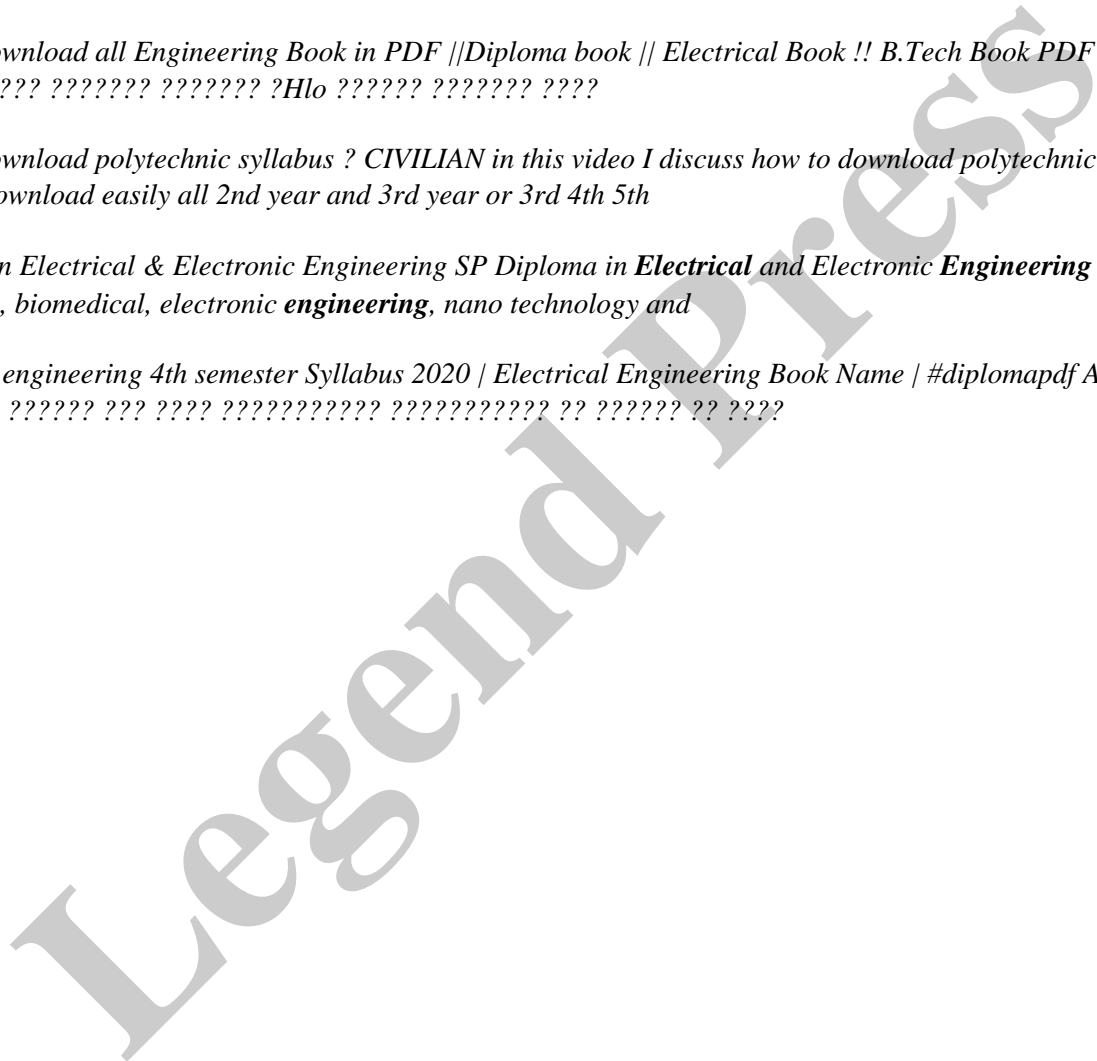 ownload all Engineering Book in PDF ||Diploma book || Electrical Book !! B.Tech Book PDF
??? ??????? ??????? ?Hlo ?????? ??????? ????
ownload polytechnic syllabus ? CIVILIAN in this video I discuss how to download polytechnic
ownload easily all 2nd year and 3rd year or 3rd 4th 5th
n Electrical & Electronic Engineering SP Diploma in Electrical and Electronic Engineering
, biomedical, electronic engineering, nano technology and
engineering 4th semester Syllabus 2020 | Electrical Engineering Book Name | #diplomapdf A
?????? ??? ???? ??????????? ??????????? ?? ?????? ?? ????
Legend Press